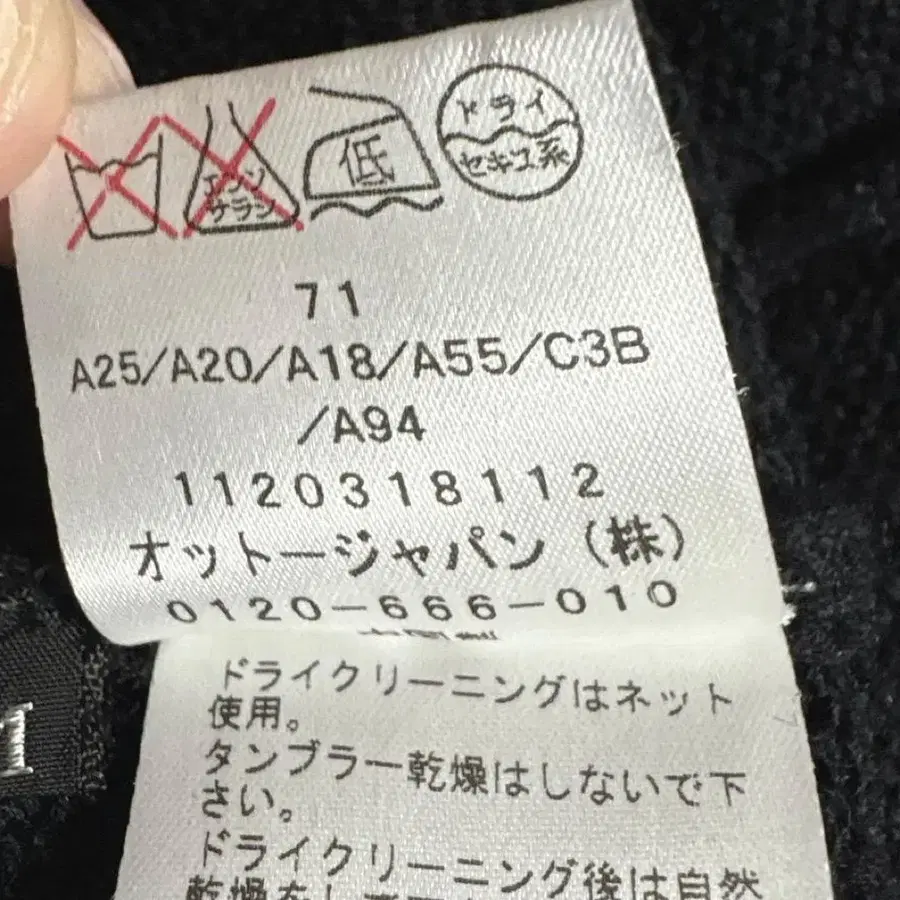 エンソ
サラシ
低
ドライ
セキユ系
71
A25/A20/A18/A55/C3B
/A94
1120318112
オットージャパン(株)
0120-666-010
ドライクリーニングはネット
使用。
タンブラー乾燥はしないで下
さい。
ドライクリーニング後は自然
乾燥を
1